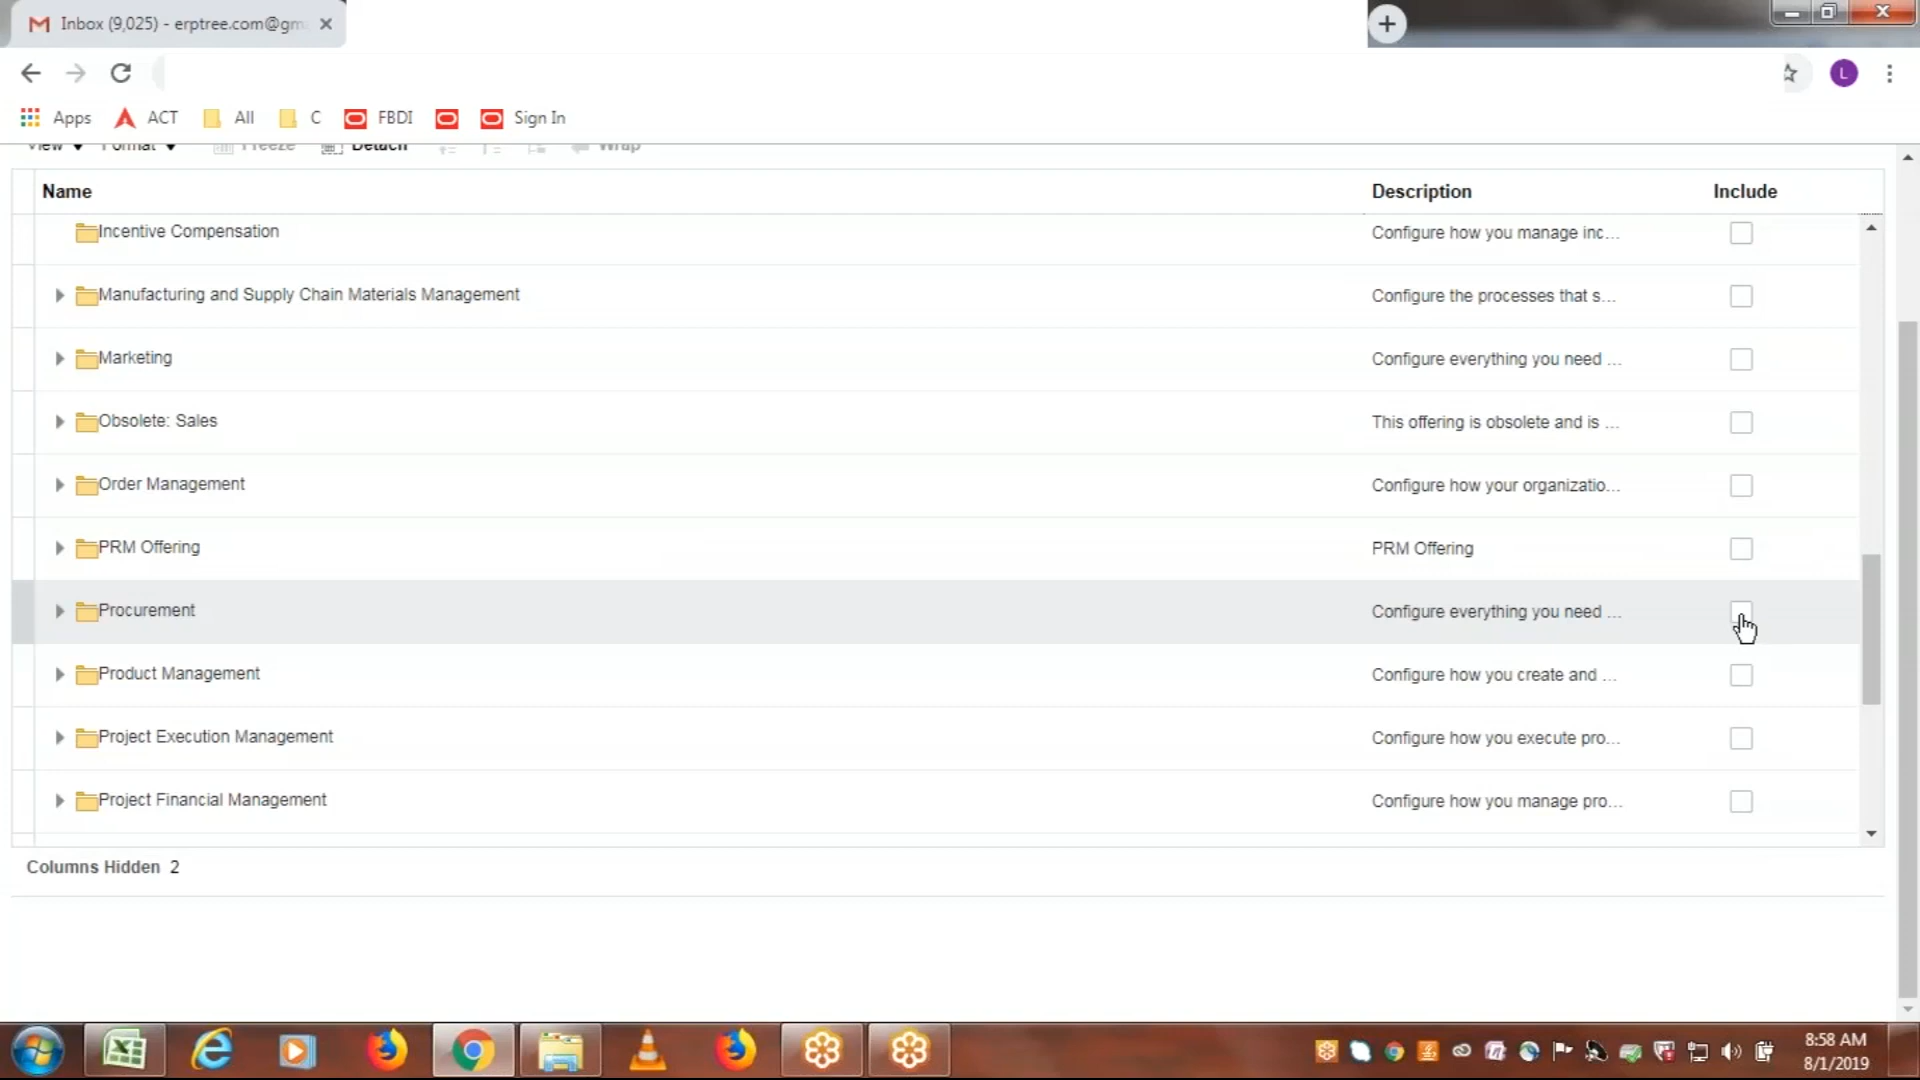 Inbox (9,025) - erptree.com@gm
L
Apps ACT All C FBDI Sign In
View Format Freeze Detach Wrap
Name Description Include
Incentive Compensation Configure how you manage inc...
Manufacturing and Supply Chain Materials Management Configure the processes that s...
Marketing Configure everything you need ...
Obsolete: Sales This offering is obsolete and is ...
Order Management Configure how your organizatio...
PRM Offering PRM Offering
Procurement Configure everything you need ...
Product Management Configure how you create and ...
Project Execution Management Configure how you execute pro...
Project Financial Management Configure how you manage pro...
Columns Hidden 2
8:58 AM
8/1/2019